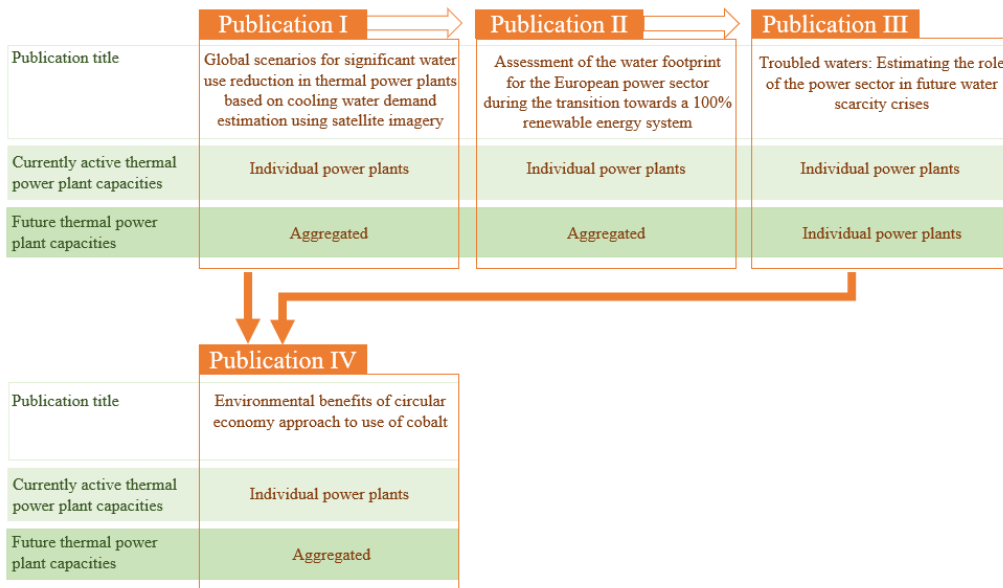 Publication I
Publication II
Publication III
Publication title
Global scenarios for significant water
use reduction in thermal power plants
based on cooling water demand
estimation using satellite imagery
Assessment of the water footprint
for the European power sector
during the transition towards a 100%
renewable energy system
Troubled waters: Estimating the role
of the power sector in future water
scarcity crises
Currently active thermal
power plant capacities
Individual power plants
Individual power plants
Individual power plants
Future thermal power
plant capacities
Aggregated
Aggregated
Individual power plants
Publication IV
Publication title
Environmental benefits of circular
economy approach to use of cobalt
Currently active thermal
power plant capacities
Individual power plants
Future thermal power
plant capacities
Aggregated